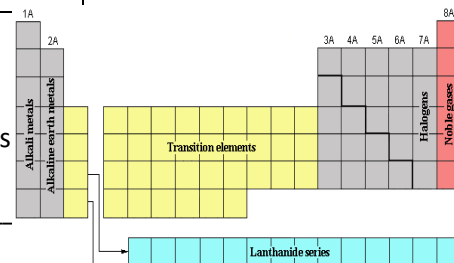 1A
8A
2A
3A 4A 5A 6A 7A
Alkali metals
Alkaline earth metals
Transition elements
Halogens
Noble gases
S
Lanthanide series